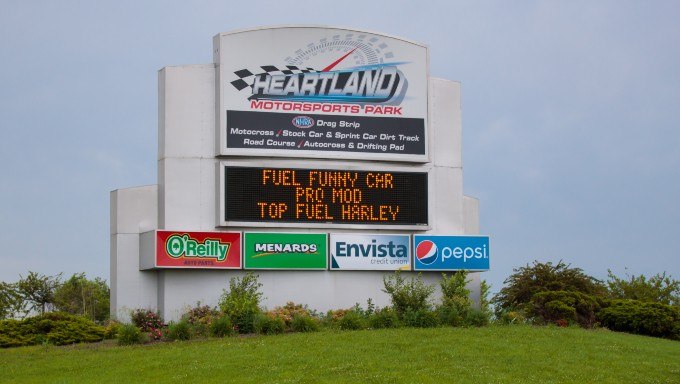 HEARTLAND
MOTORSPORTS PARK
NHRA Drag Strip
Motocross ✓ Stock Car & Sprint Car Dirt Track
Road Course ✓ Autocross & Drifting Pad
FUEL FUNNY CAR
PRO MOD
TOP FUEL HARLEY
O'Reilly
AUTO PARTS
MENARDS
Envista
credit union
pepsi